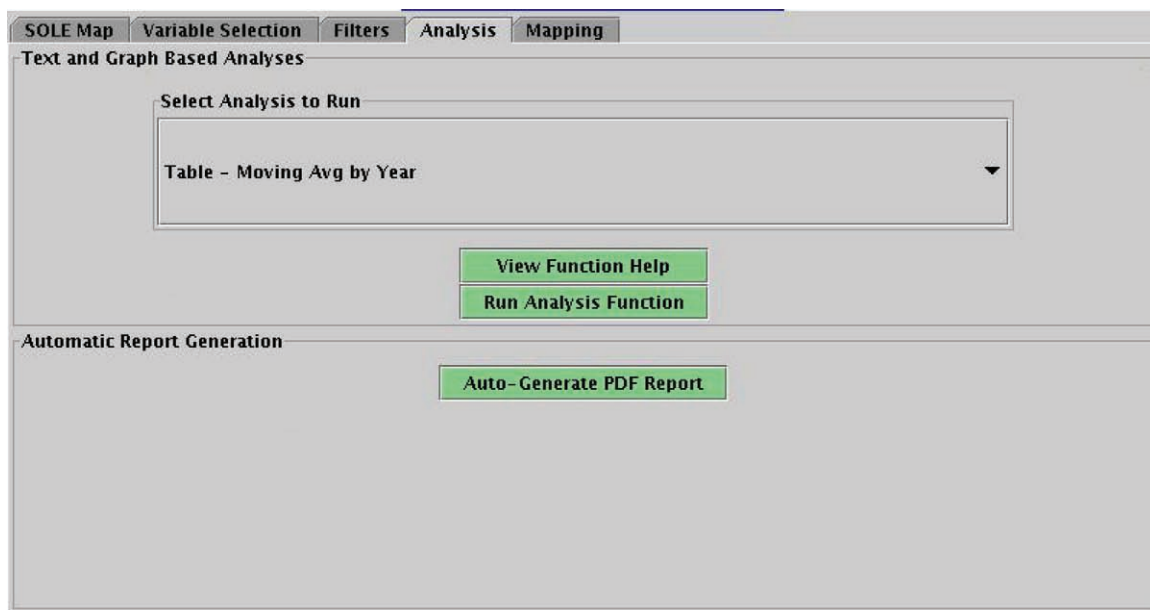 SOLE Map Variable Selection Filters Analysis Mapping
Text and Graph Based Analyses
Select Analysis to Run
Table - Moving Avg by Year
View Function Help
Run Analysis Function
Automatic Report Generation
Auto-Generate PDF Report